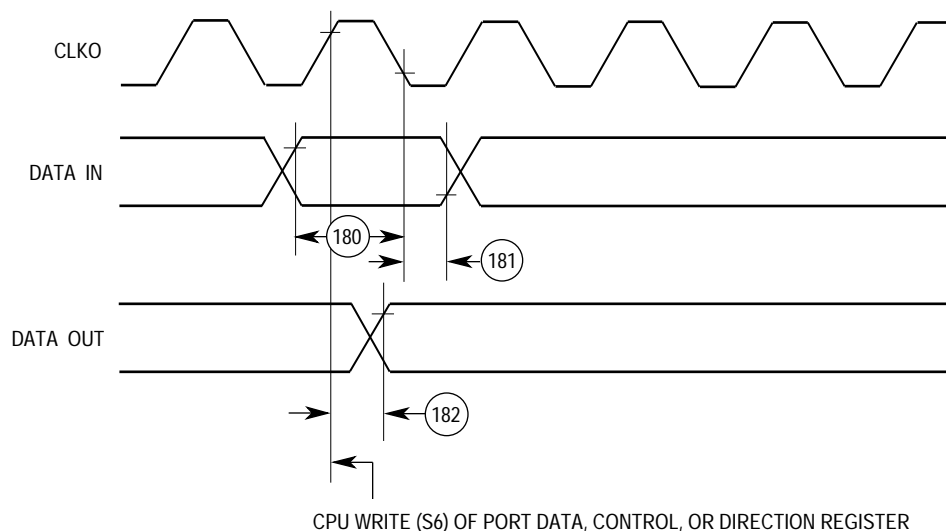 CLKO
DATA IN
180
181
DATA OUT
182
CPU WRITE (S6) OF PORT DATA, CONTROL, OR DIRECTION REGISTER